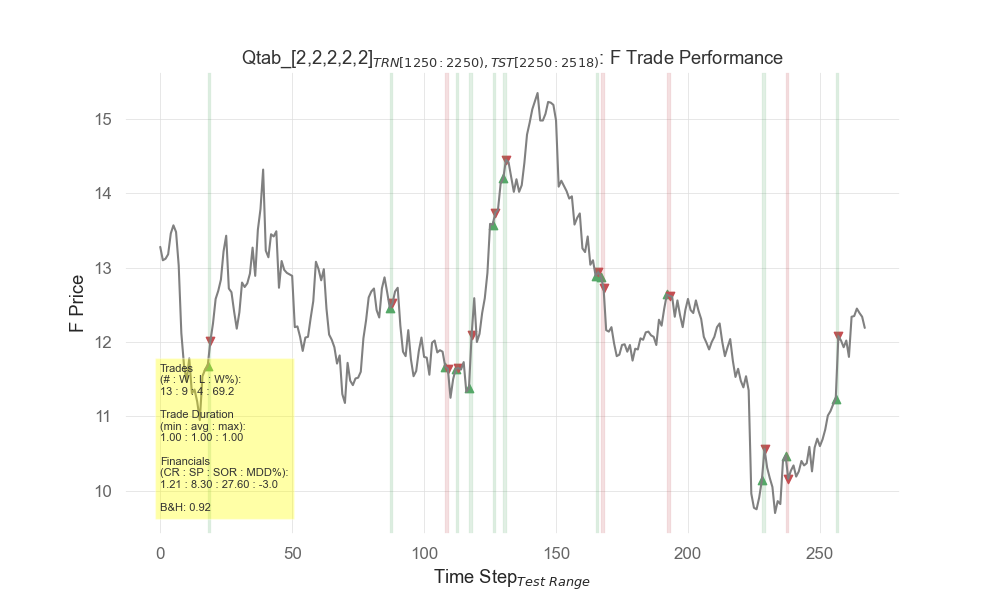 Qtab_[2,2,2,2,2]TRN[1250 : 2250), TST[2250 : 2518): F Trade Performance
15
14
13
12
11
10
F Price
Trades
(# : W : L : W%):
13 : 9 : 4 : 69.2
Trade Duration
(min : avg : max):
1.00 : 1.00 : 1.00
Financials
(CR : SP : SOR : MDD%):
1.21 : 8.30 : 27.60 : -3.0
B&H: 0.92
0 50 100 150 200 250
Time StepTest Range